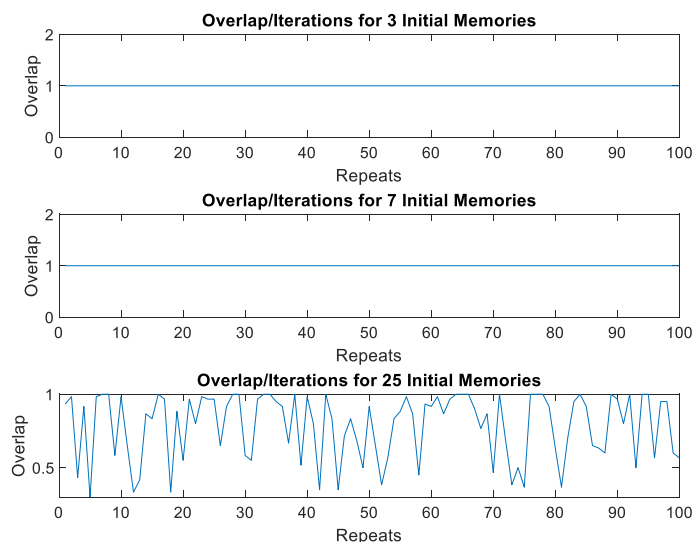 Overlap/Iterations for 3 Initial Memories
2
1
0
Overlap
0 10 20 30 40 50 60 70 80 90 100
Repeats
Overlap/Iterations for 7 Initial Memories
2
1
0
Overlap
0 10 20 30 40 50 60 70 80 90 100
Repeats
Overlap/Iterations for 25 Initial Memories
1
0.5
Overlap
0 10 20 30 40 50 60 70 80 90 100
Repeats